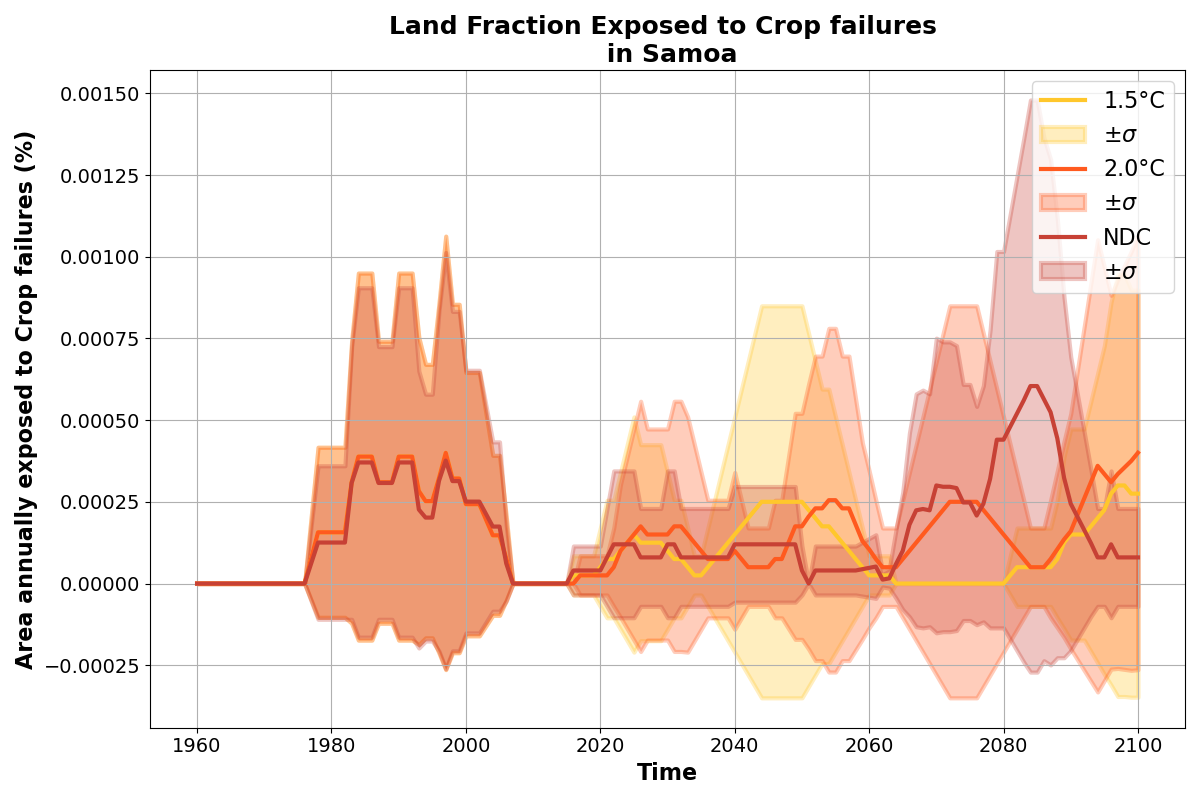 Land Fraction Exposed to Crop failures
in Samoa
Area annually exposed to Crop failures (%)
0.00150
0.00125
0.00100
0.00075
0.00050
0.00025
0.00000
−0.00025
1960
1980
2000
2020
2040
2060
2080
2100
Time
1.5°C
±σ
2.0°C
±σ
NDC
±σ